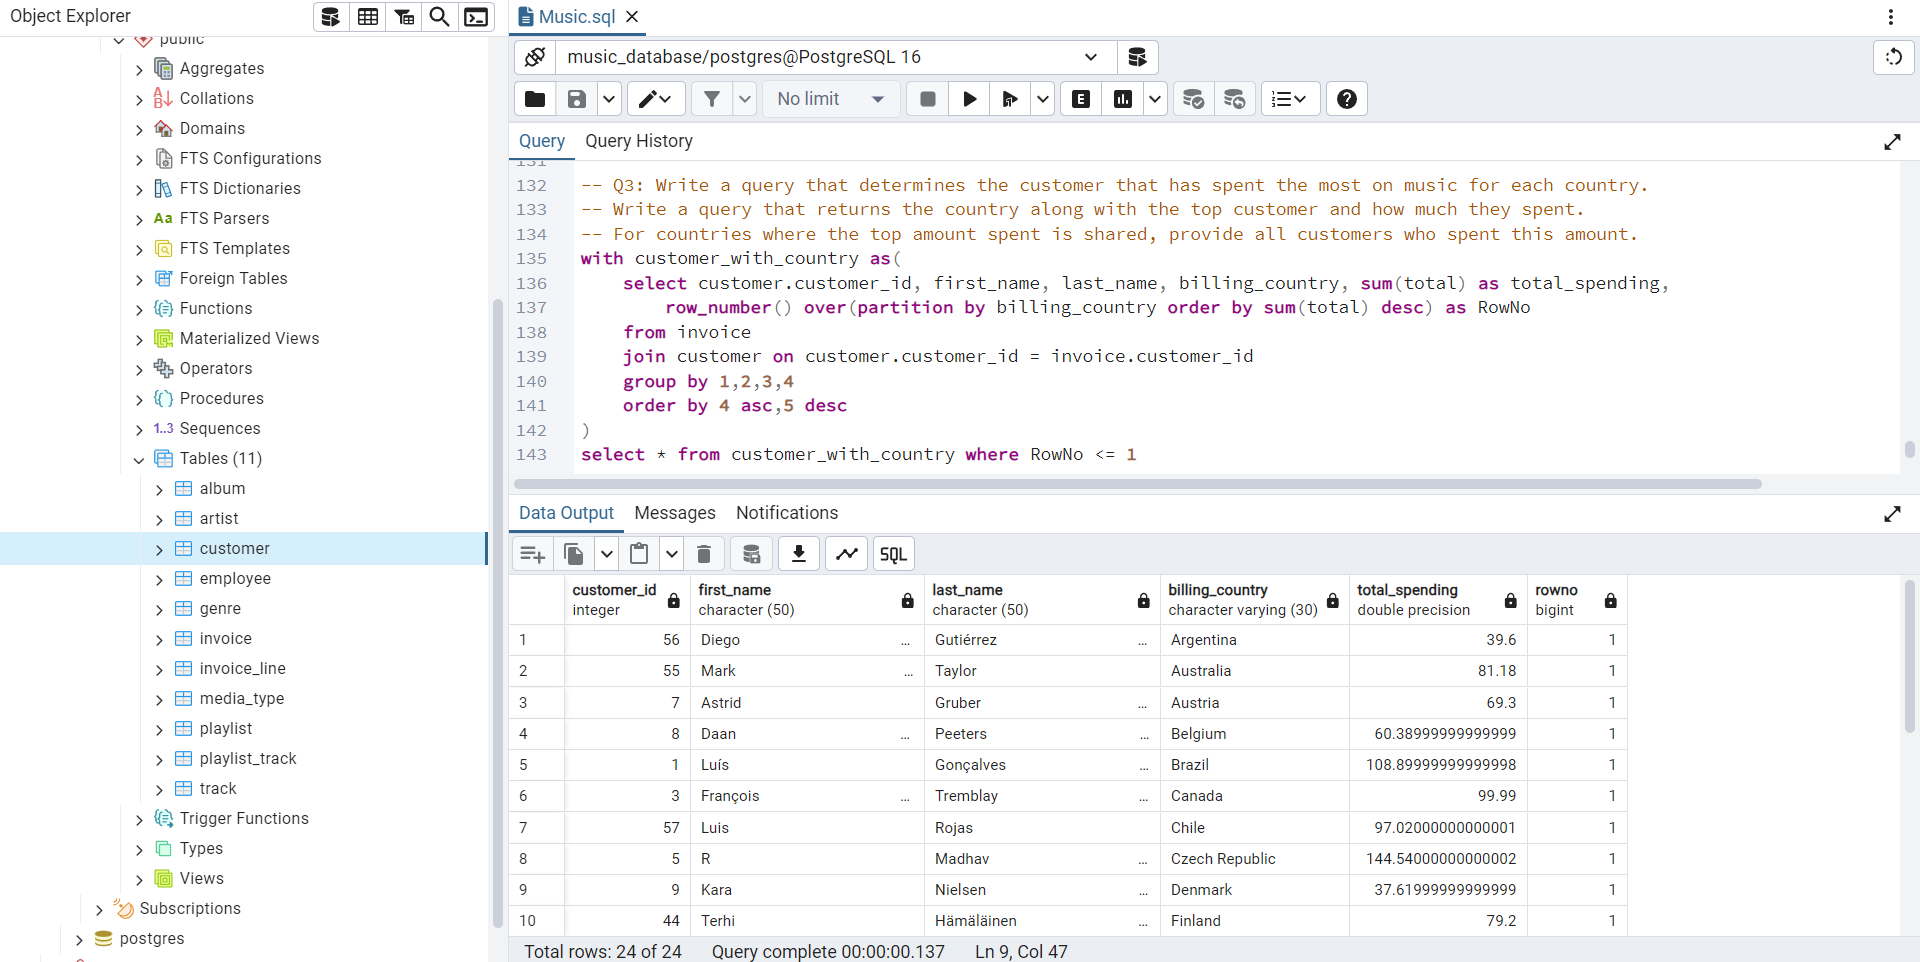 Object Explorer
public
Aggregates
Collations
Domains
FTS Configurations
FTS Dictionaries
Aa FTS Parsers
FTS Templates
Foreign Tables
Functions
Materialized Views
Operators
Procedures
1..3 Sequences
Tables (11)
album
artist
customer
employee
genre
invoice
invoice_line
media_type
playlist
playlist_track
track
Trigger Functions
Types
Views
Subscriptions
postgres
Music.sql
music_database/postgres@PostgreSQL 16
No limit
E
Query Query History
131
132 -- Q3: Write a query that determines the customer that has spent the most on music for each country.
133 -- Write a query that returns the country along with the top customer and how much they spent.
134 -- For countries where the top amount spent is shared, provide all customers who spent this amount.
135 with customer_with_country as(
136 select customer.customer_id, first_name, last_name, billing_country, sum(total) as total_spending,
137 row_number() over(partition by billing_country order by sum(total) desc) as RowNo
138 from invoice
139 join customer on customer.customer_id = invoice.customer_id
140 group by 1,2,3,4
141 order by 4 asc,5 desc
142 )
143 select * from customer_with_country where RowNo <= 1
Data Output Messages Notifications
SQL
customer_id first_name last_name billing_country total_spending rowno
integer character (50) character (50) character varying (30) double precision bigint
1 56 Diego ... Gutiérrez ... Argentina 39.6 1
2 55 Mark ... Taylor ... Australia 81.18 1
3 7 Astrid Gruber ... Austria 69.3 1
4 8 Daan ... Peeters ... Belgium 60.38999999999999 1
5 1 Luís Gonçalves ... Brazil 108.89999999999998 1
6 3 François ... Tremblay ... Canada 99.99 1
7 57 Luis Rojas Chile 97.02000000000001 1
8 5 R Madhav ... Czech Republic 144.54000000000002 1
9 9 Kara Nielsen ... Denmark 37.61999999999999 1
10 44 Terhi Hämäläinen ... Finland 79.2 1
Total rows: 24 of 24 Query complete 00:00:00.137 Ln 9, Col 47